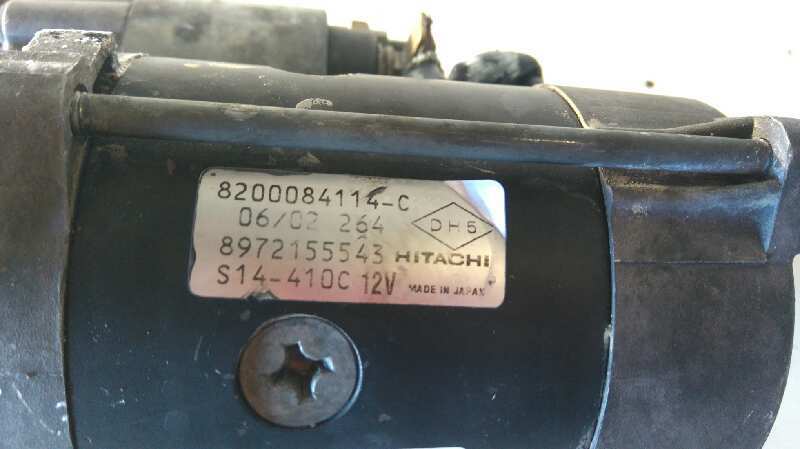 8200084114-C
06/02 264
DH5
8972155543 HITACHI
S14-410C 12V MADE IN JAPAN